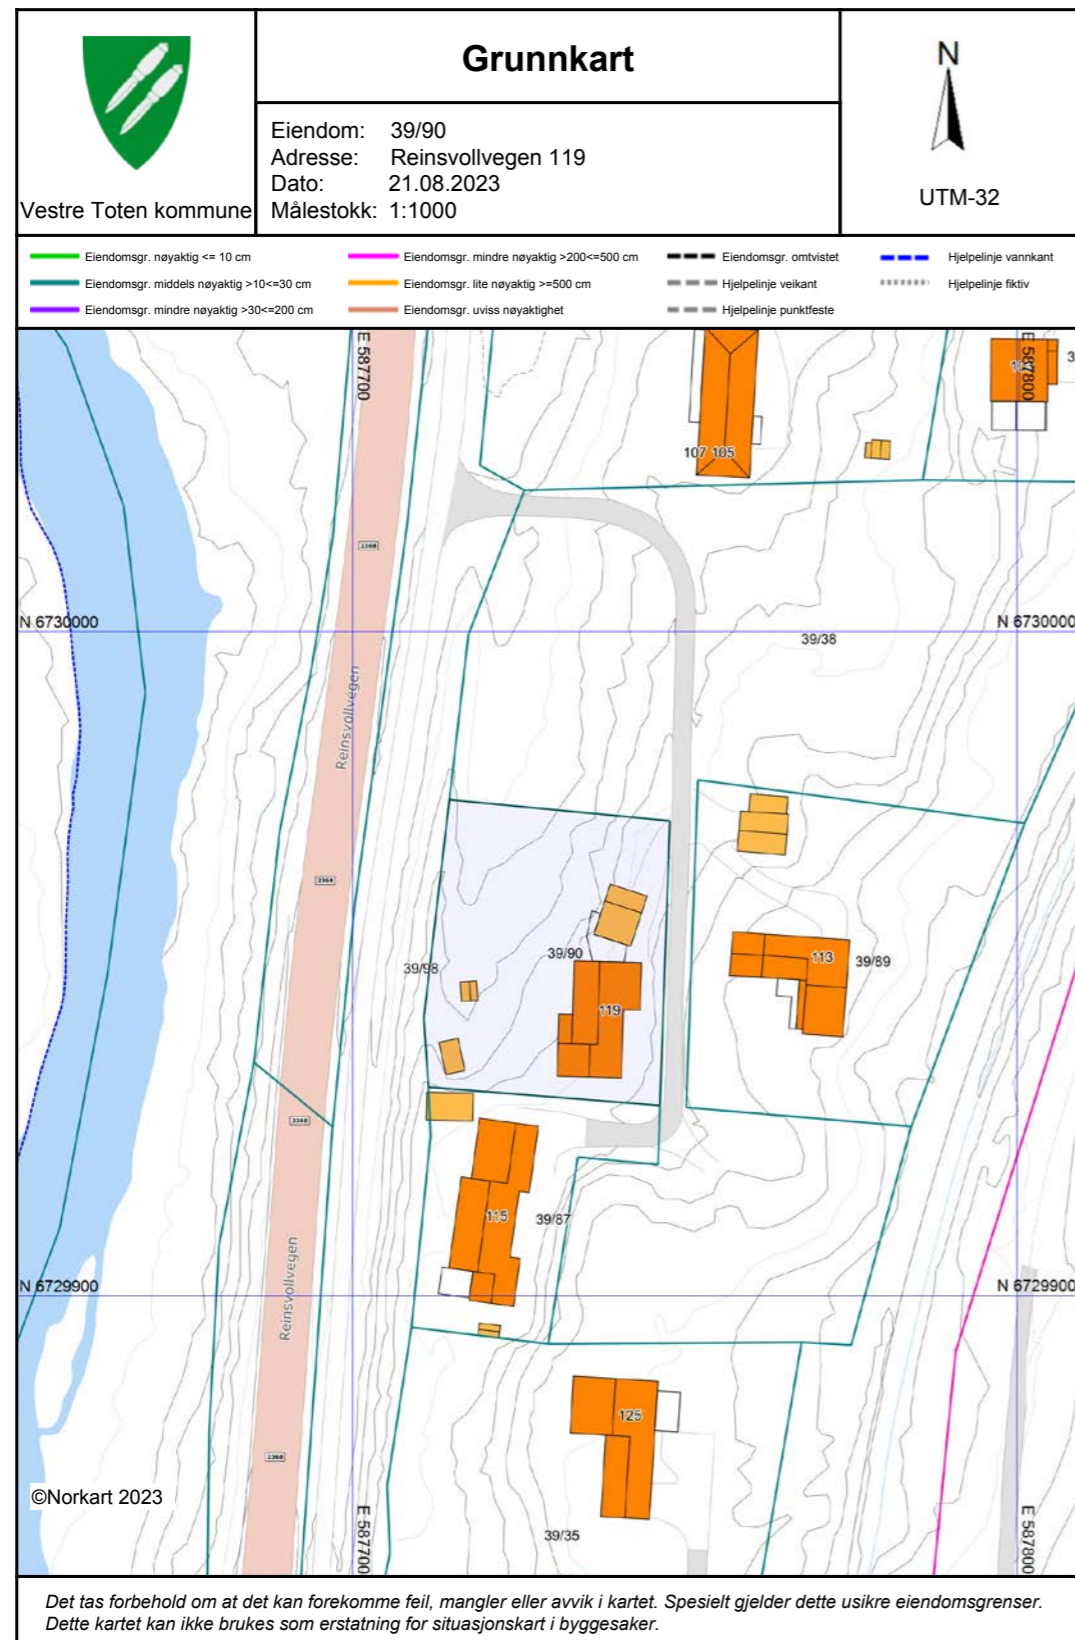 Grunnkart
Eiendom: 39/90
Adresse: Reinsvollvegen 119
Dato: 21.08.2023
Målestokk: 1:1000
Vestre Toten kommune
N
UTM-32
Eiendomsgr. nøyaktig <= 10 cm
Eiendomsgr. middels nøyaktig >10<=30 cm
Eiendomsgr. mindre nøyaktig >30<=200 cm
Eiendomsgr. mindre nøyaktig >200<=500 cm
Eiendomsgr. lite nøyaktig >=500 cm
Eiendomsgr. uviss nøyaktighet
Eiendomsgr. omtvistet
Hjelpelinje veikant
Hjelpelinje punktfeste
Hjelpelinje vannkant
Hjelpelinje fiktiv
E 587700
E 587800
3
107 105
2368
N 6730000
N 6730000
39/38
Reinsvollvegen
2368
39/98
39/90
113
39/89
119
2368
115
39/87
Reinsvollvegen
N 6729900
N 6729900
125
2368
©Norkart 2023
E 587700
E 587800
39/35
Det tas forbehold om at det kan forekomme feil, mangler eller avvik i kartet. Spesielt gjelder dette usikre eiendomsgrenser.
Dette kartet kan ikke brukes som erstatning for situasjonskart i byggesaker.